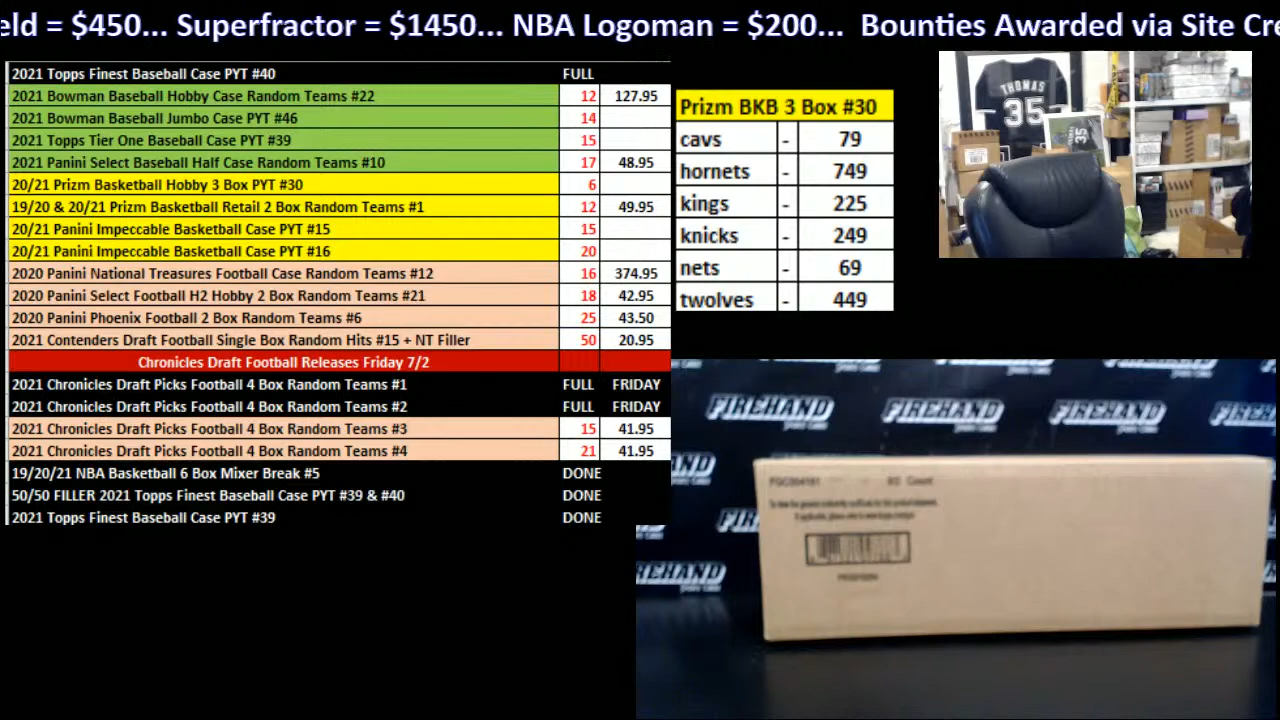 eld = $450... Superfractor = $1450... NBA Logoman = $200... Bounties Awarded via Site Cre
2021 Topps Finest Baseball Case PYT #40 FULL
2021 Bowman Baseball Hobby Case Random Teams #22 12 127.95
2021 Bowman Baseball Jumbo Case PYT #46 14
2021 Topps Tier One Baseball Case PYT #39 15
2021 Panini Select Baseball Half Case Random Teams #10 17 48.95
20/21 Prizm Basketball Hobby 3 Box PYT #30 6
19/20 & 20/21 Prizm Basketball Retail 2 Box Random Teams #1 12 49.95
20/21 Panini Impeccable Basketball Case PYT #15 15
20/21 Panini Impeccable Basketball Case PYT #16 20
2020 Panini National Treasures Football Case Random Teams #12 16 374.95
2020 Panini Select Football H2 Hobby 2 Box Random Teams #21 18 42.95
2020 Panini Phoenix Football 2 Box Random Teams #6 25 43.50
2021 Contenders Draft Football Single Box Random Hits #15 + NT Filler 50 20.95
Chronicles Draft Football Releases Friday 7/2
2021 Chronicles Draft Picks Football 4 Box Random Teams #1 FULL FRIDAY
2021 Chronicles Draft Picks Football 4 Box Random Teams #2 FULL FRIDAY
2021 Chronicles Draft Picks Football 4 Box Random Teams #3 15 41.95
2021 Chronicles Draft Picks Football 4 Box Random Teams #4 21 41.95
19/20/21 NBA Basketball 6 Box Mixer Break #5 DONE
50/50 FILLER 2021 Topps Finest Baseball Case PYT #39 & #40 DONE
2021 Topps Finest Baseball Case PYT #39 DONE
Prizm BKB 3 Box #30
cavs - 79
hornets - 749
kings - 225
knicks - 249
nets - 69
twolves - 449
THOMAS
35
35
FIREHAND FIREHAND FIREHAND FIREH
Count
FIREHAND